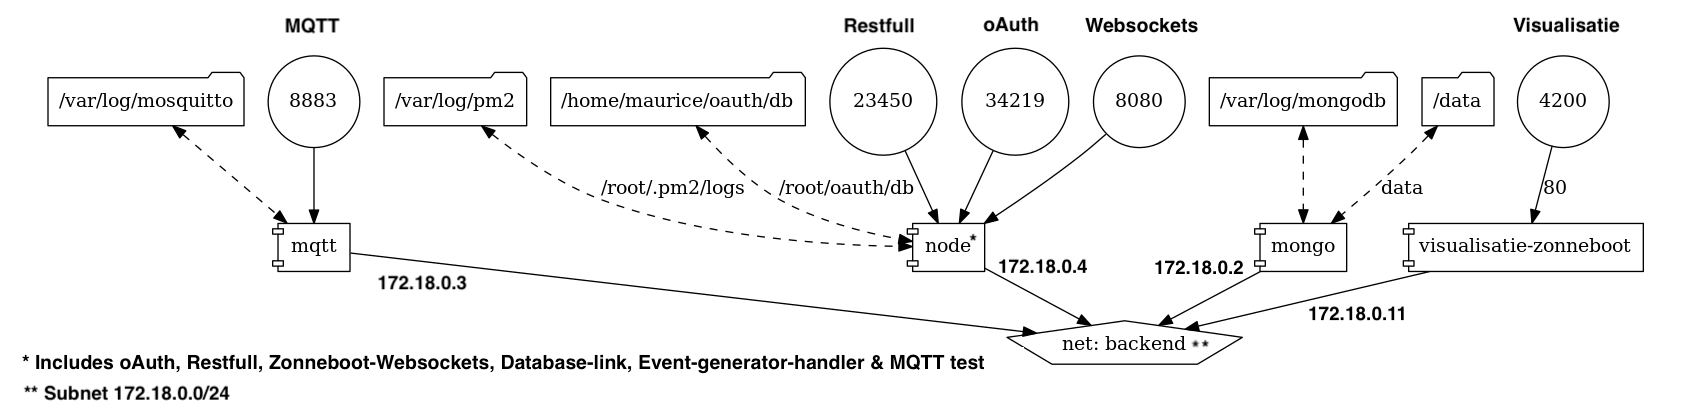 MQTT
Restfull
oAuth
Websockets
Visualisatie
/var/log/mosquitto
8883
/var/log/pm2
/home/maurice/oauth/db
23450
34219
8080
/var/log/mongodb
/data
4200
/root/.pm2/logs
/root/oauth/db
data
80
mqtt
node*
mongo
visualisatie-zonneboot
172.18.0.3
172.18.0.4
172.18.0.2
172.18.0.11
net: backend **
* Includes oAuth, Restfull, Zonneboot-Websockets, Database-link, Event-generator-handler & MQTT test
** Subnet 172.18.0.0/24